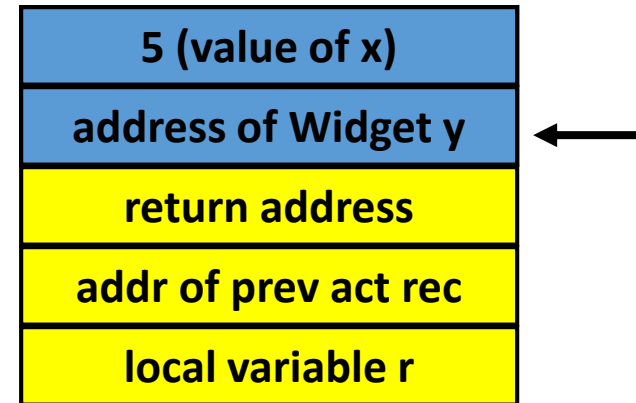 5 (value of x)
address of Widget y
return address
addr of prev act rec
local variable r